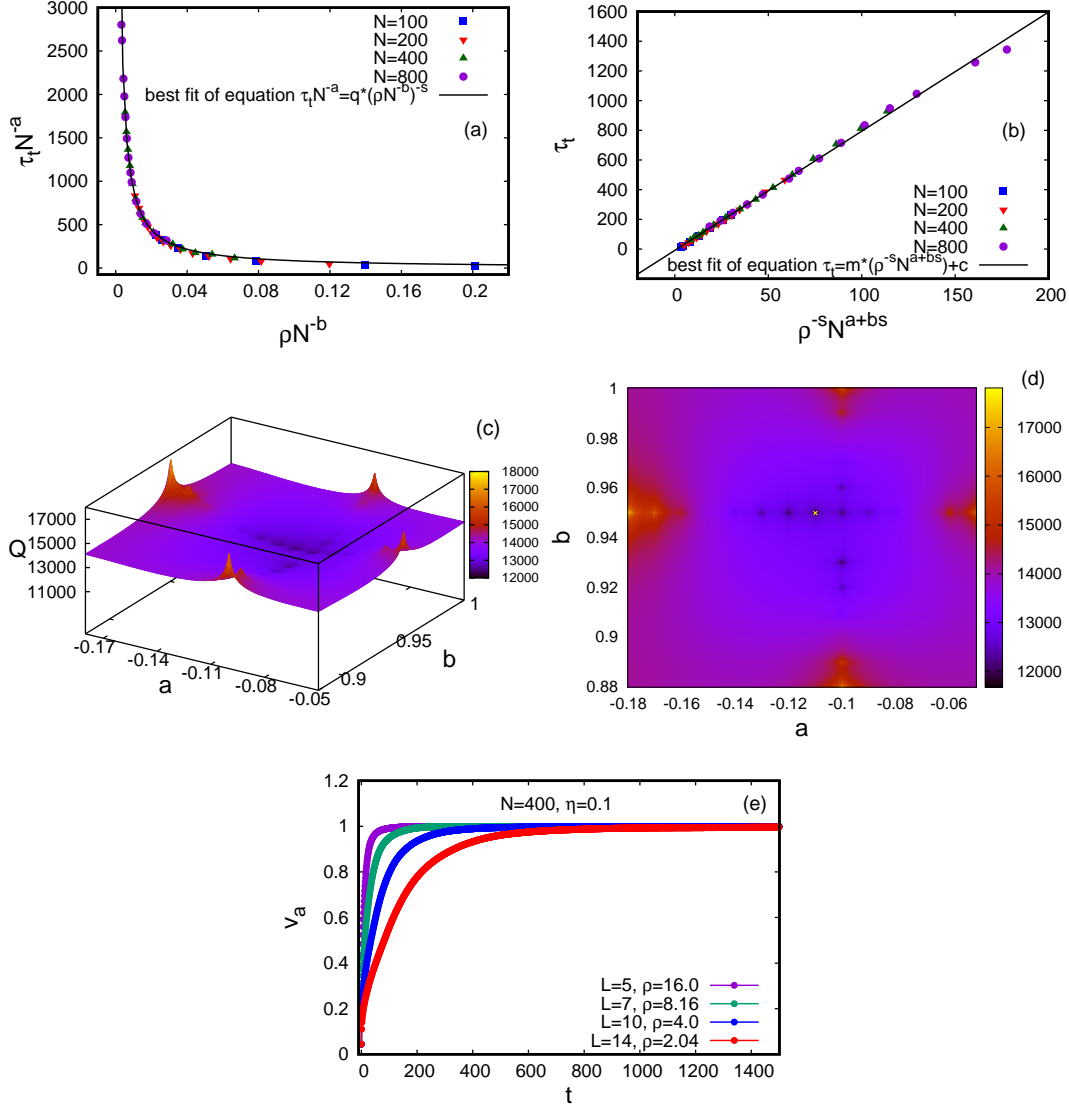 3000
2500
2000
1500
1000
500
0
0
0.04
0.08
0.12
0.16
0.2
τₜN⁻ᵃ
ρN⁻ᵇ
N=100
N=200
N=400
N=800
best fit of equation τₜN⁻ᵃ=q*(ρN⁻ᵇ)⁻ˢ
(a)
1600
1400
1200
1000
800
600
400
200
0
0
50
100
150
200
τₜ
ρ⁻ˢNᵃ⁺ᵇˢ
(b)
N=100
N=200
N=400
N=800
best fit of equation τₜ=m*(ρ⁻ˢNᵃ⁺ᵇˢ)+c
(c)
18000
17000
16000
15000
14000
13000
12000
17000
15000
13000
11000
Q
-0.17
-0.14
-0.11
-0.08
-0.05
a
0.9
0.95
1
b
(d)
1
0.98
0.96
0.94
0.92
0.9
0.88
b
-0.18
-0.16
-0.14
-0.12
-0.1
-0.08
-0.06
a
17000
16000
15000
14000
13000
12000
1.2
1
0.8
0.6
0.4
0.2
0
vₐ
N=400, η=0.1
(e)
L=5, ρ=16.0
L=7, ρ=8.16
L=10, ρ=4.0
L=14, ρ=2.04
0
200
400
600
800
1000
1200
1400
t